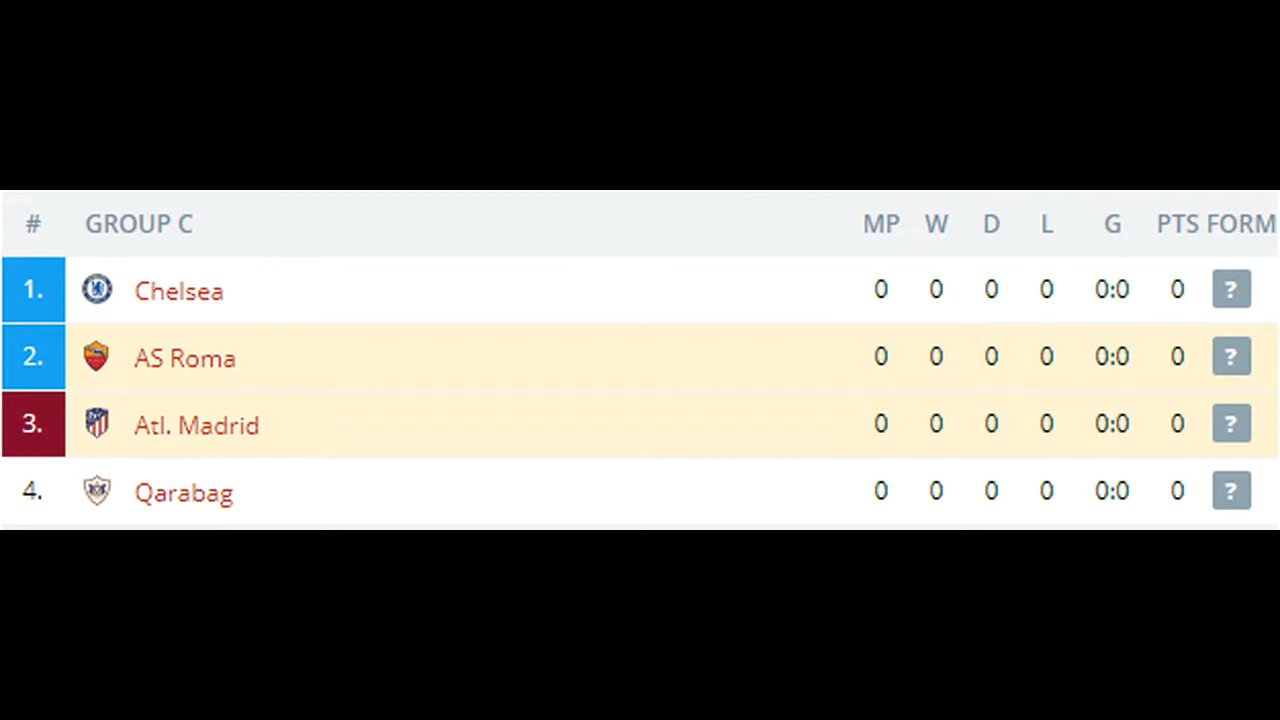 # GROUP C MP W D L G PTS FORM
1. Chelsea 0 0 0 0 0:0 0 ?
2. AS Roma 0 0 0 0 0:0 0 ?
3. Atl. Madrid 0 0 0 0 0:0 0 ?
4. Qarabag 0 0 0 0 0:0 0 ?